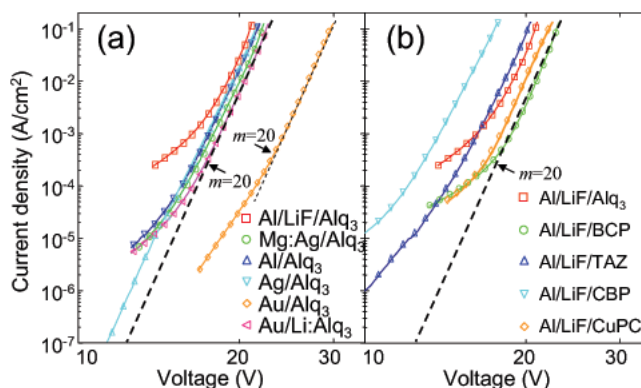 (a)
(b)
10⁻¹
10⁻²
10⁻³
10⁻⁴
10⁻⁵
10⁻⁶
10⁻⁷
Current density (A/cm²)
m=20
m=20
Al/LiF/Alq₃
Mg:Ag/Alq₃
Al/Alq₃
Ag/Alq₃
Au/Alq₃
Au/Li:Alq₃
m=20
Al/LiF/Alq₃
Al/LiF/BCP
Al/LiF/TAZ
Al/LiF/CBP
Al/LiF/CuPC
10 20 30 10 20 30
Voltage (V) Voltage (V)